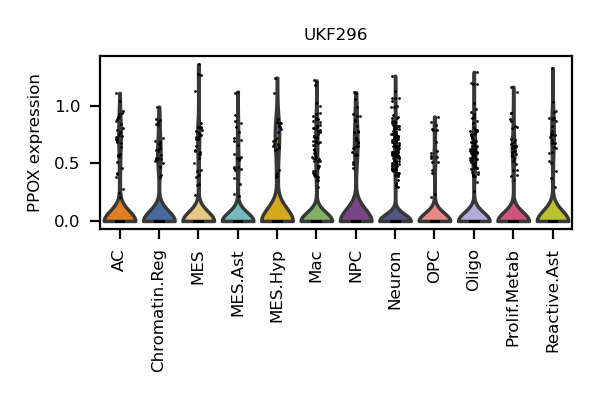 UKF296
PPOX expression
1.0
0.5
0.0
AC
Chromatin.Reg
MES
MES.Ast
MES.Hyp
Mac
NPC
Neuron
OPC
Oligo
Prolif.Metab
Reactive.Ast